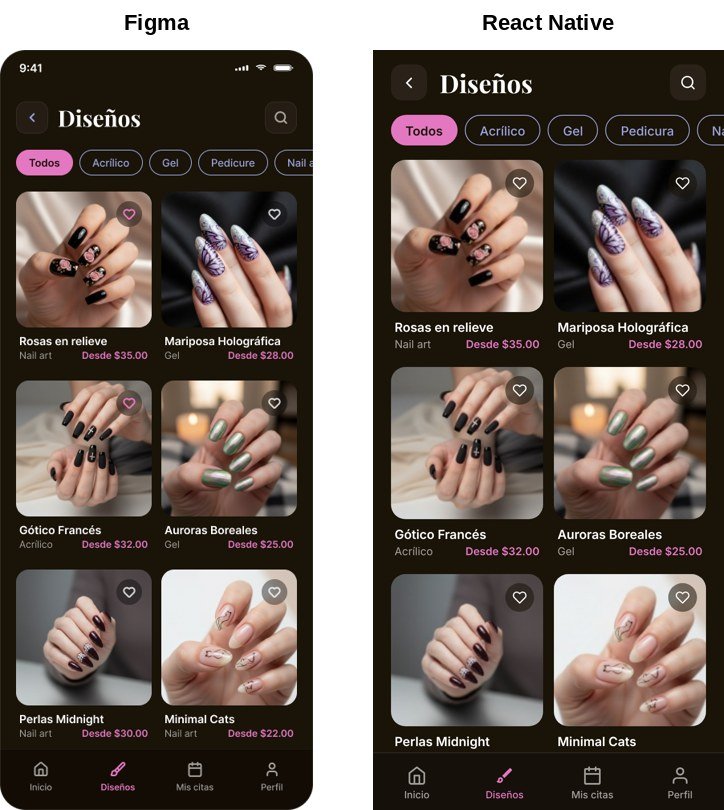 Figma
9:41
Diseños
Todos Acrílico Gel Pedicure Nail a
Rosas en relieve Mariposa Holográfica
Nail art Desde $35.00 Gel Desde $28.00
Gótico Francés Auroras Boreales
Acrílico Desde $32.00 Gel Desde $25.00
Perlas Midnight Minimal Cats
Nail art Desde $30.00 Nail art Desde $22.00
Inicio Diseños Mis citas Perfil
React Native
Diseños
Todos Acrílico Gel Pedicura Na
Rosas en relieve Mariposa Holográfica
Nail art Desde $35.00 Gel Desde $28.00
Gótico Francés Auroras Boreales
Acrílico Desde $32.00 Gel Desde $25.00
Perlas Midnight Minimal Cats
Inicio Diseños Mis citas Perfil